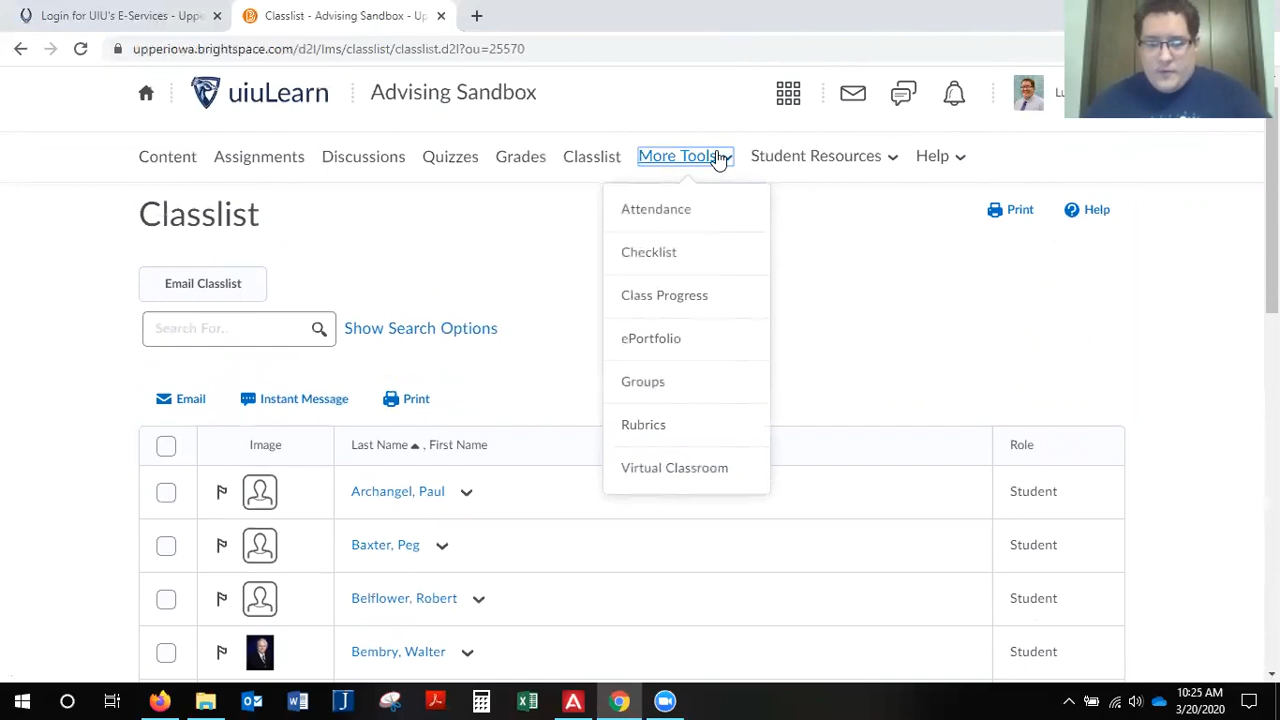 Login for UIU's E-Services - Uppe
Classlist - Advising Sandbox - Up
upperiowa.brightspace.com/d2l/lms/classlist/classlist.d2l?ou=25570
uiuLearn
Advising Sandbox
Content Assignments Discussions Quizzes Grades Classlist More Tools Student Resources Help
Attendance
Checklist
Class Progress
ePortfolio
Groups
Rubrics
Virtual Classroom
Classlist
Print Help
Email Classlist
Search For...
Show Search Options
Email Instant Message Print
Image Last Name , First Name Role
Archangel, Paul Student
Baxter, Peg Student
Belflower, Robert Student
Bembry, Walter Student
10:25 AM
3/20/2020